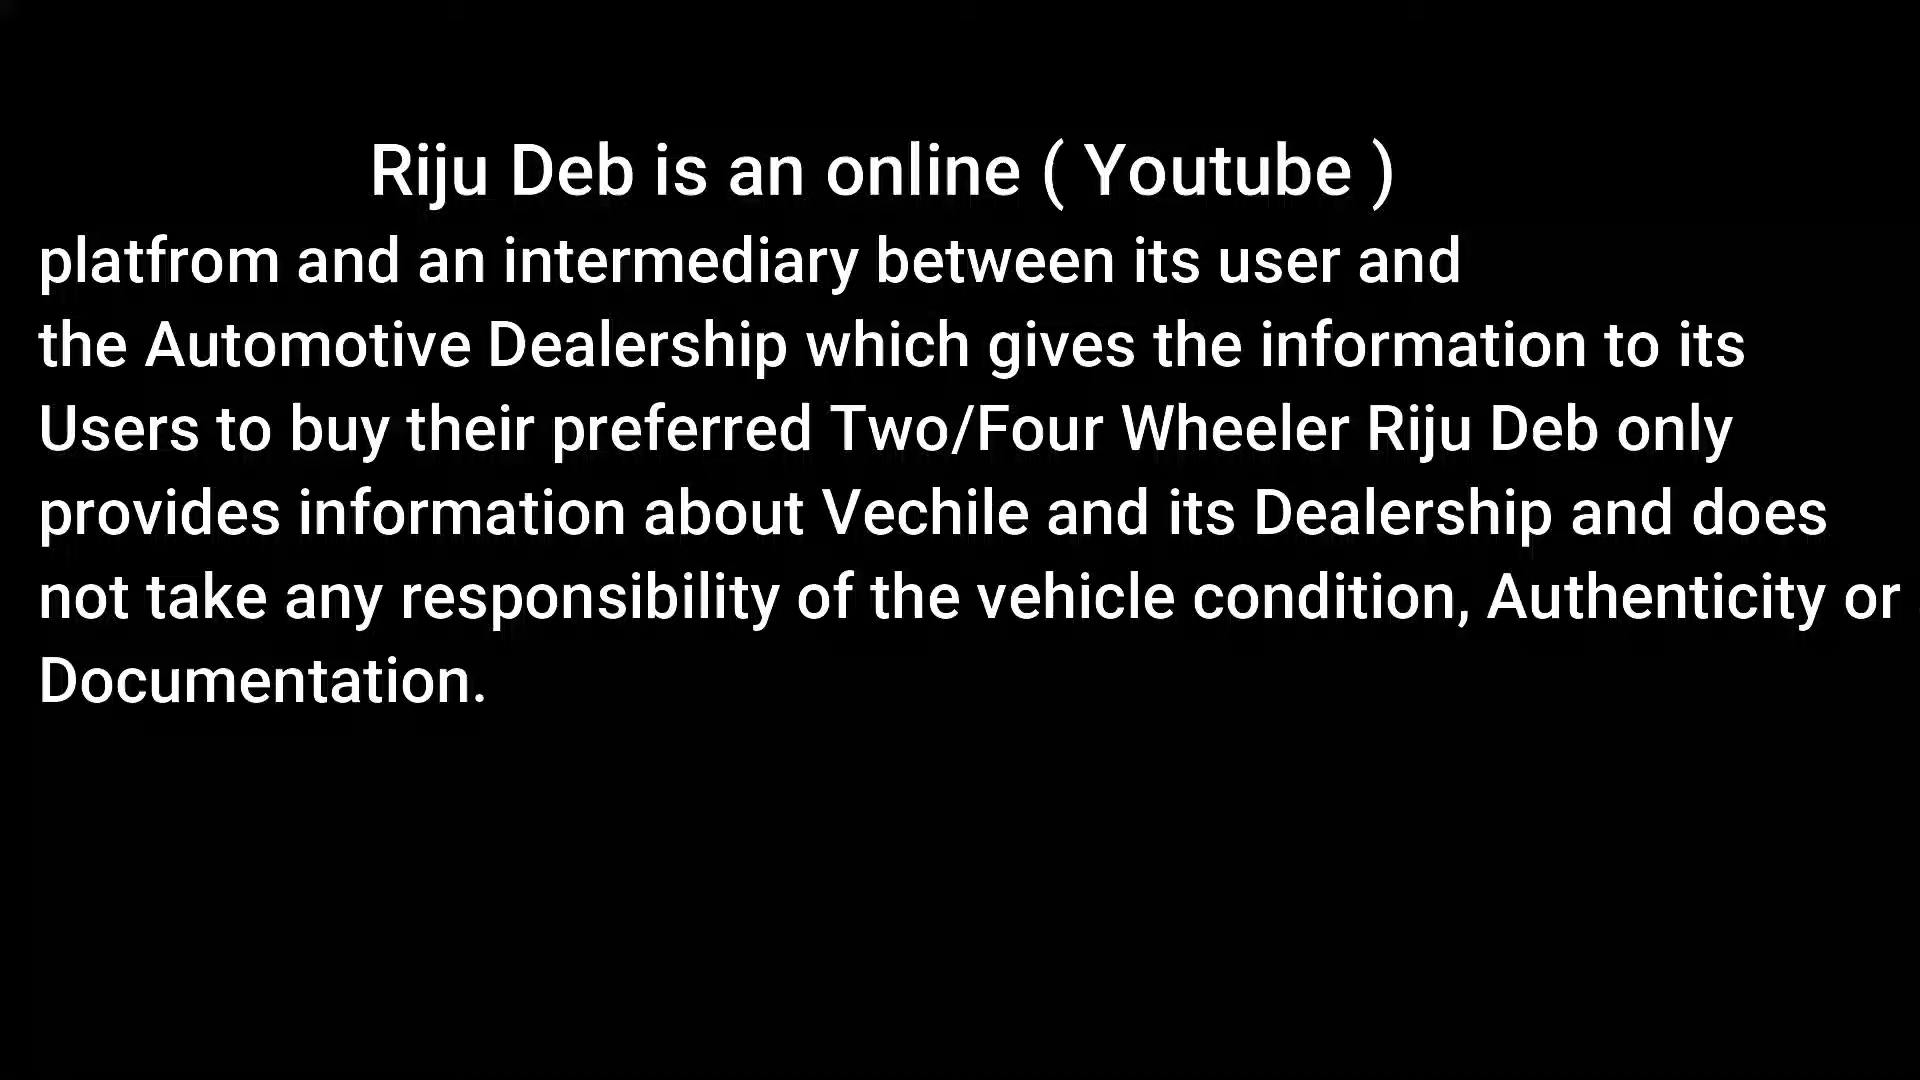 Riju Deb is an online ( Youtube )
platfrom and an intermediary between its user and
the Automotive Dealership which gives the information to its
Users to buy their preferred Two/Four Wheeler Riju Deb only
provides information about Vechile and its Dealership and does
not take any responsibility of the vehicle condition, Authenticity or
Documentation.